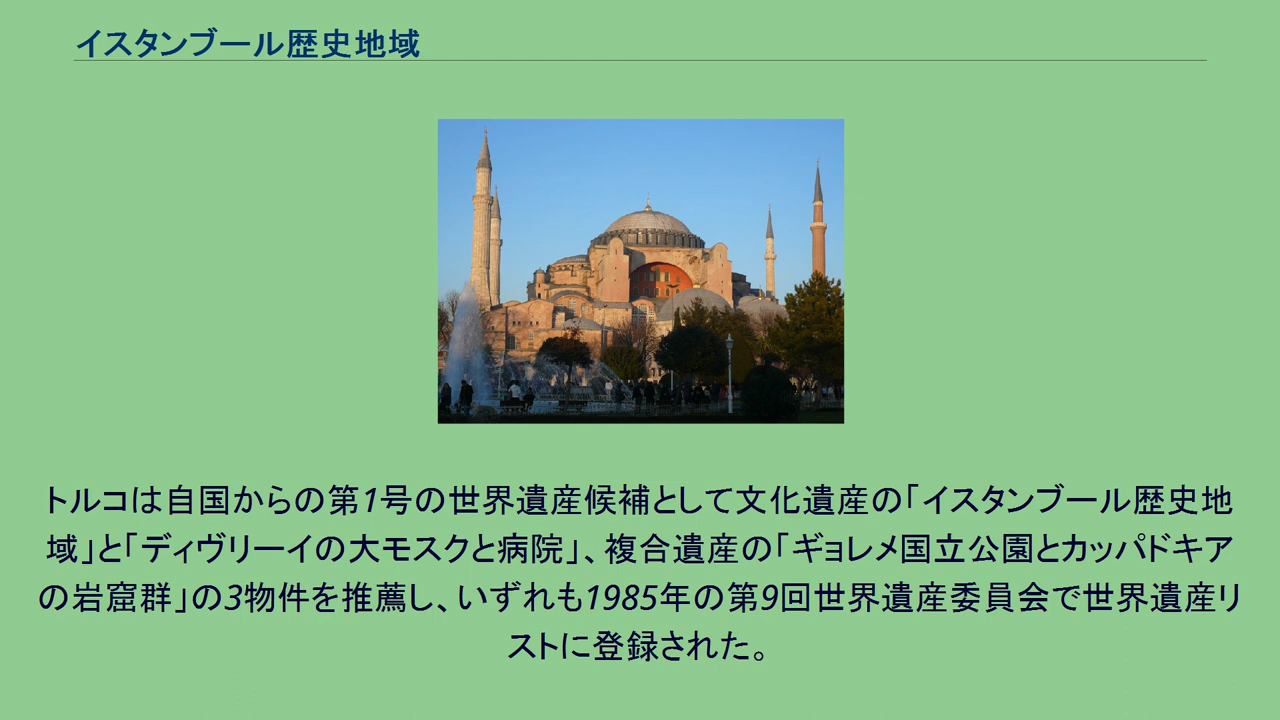 イスタンブール歴史地域
トルコは自国からの第1号の世界遺産候補として文化遺産の「イスタンブール歴史地
域」と「ディヴリーイの大モスクと病院」、複合遺産の「ギョレメ国立公園とカッパドキア
の岩窟群」の3物件を推薦し、いずれも1985年の第9回世界遺産委員会で世界遺産リ
ストに登録された。